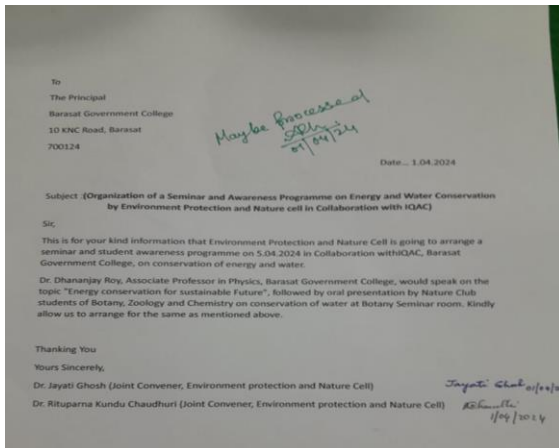 To
The Principal
Barasat Government College
10 KNC Road, Barasat
700124
May be processed
01/04/24
Date... 1.04.2024
Subject :(Organization of a Seminar and Awareness Programme on Energy and Water Conservation
by Environment Protection and Nature cell in Collaboration with IQAC)
Sir,
This is for your kind information that Environment Protection and Nature Cell is going to arrange a
seminar and student awareness programme on 5.04.2024 in Collaboration withIQAC, Barasat
Government College, on conservation of energy and water.
Dr. Dhananjay Roy, Associate Professor in Physics, Barasat Government College, would speak on the
topic "Energy conservation for sustainable Future", followed by oral presentation by Nature Club
students of Botany, Zoology and Chemistry on conservation of water at Botany Seminar room. Kindly
allow us to arrange for the same as mentioned above.
Thanking You
Yours Sincerely,
Dr. Jayati Ghosh (Joint Convener, Environment protection and Nature Cell) Jayati Ghosh 01/04/2
Dr. Rituparna Kundu Chaudhuri (Joint Convener, Environment protection and Nature Cell)
1/04/2024